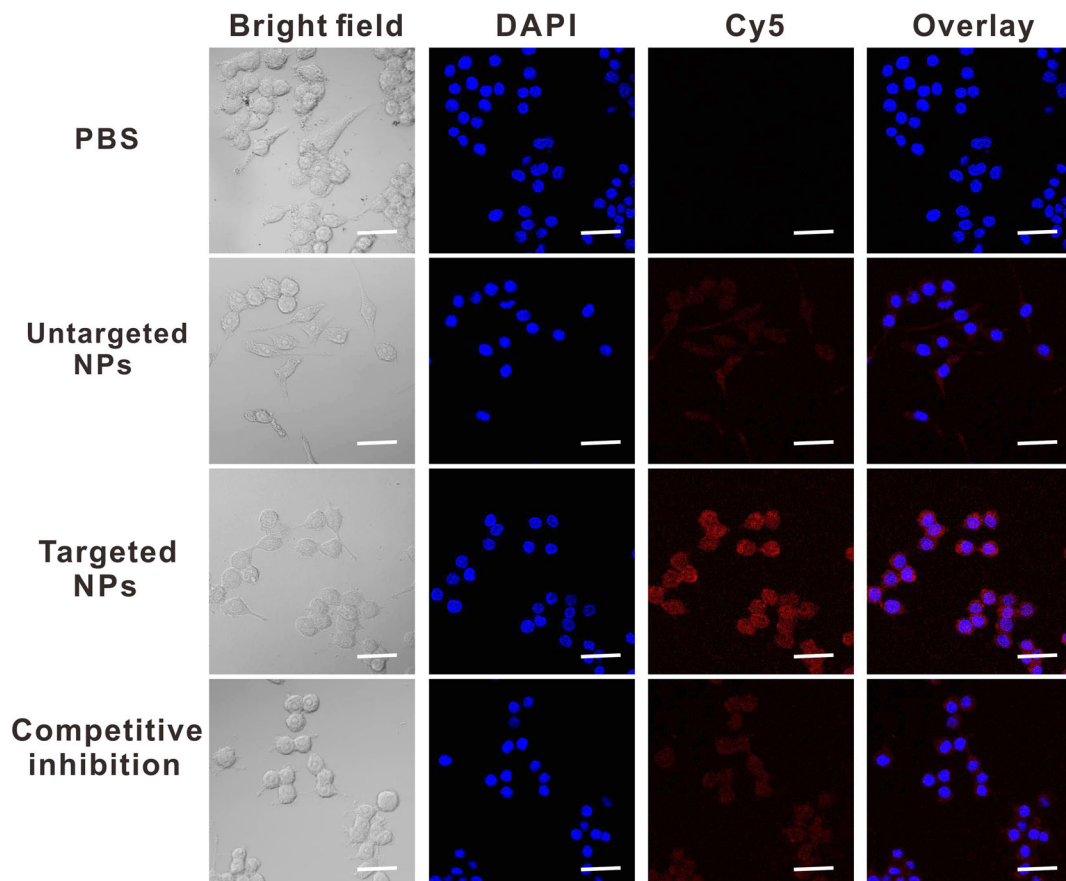 Bright field
DAPI
Cy5
Overlay
PBS
Untargeted
NPs
Targeted
NPs
Competitive
inhibition